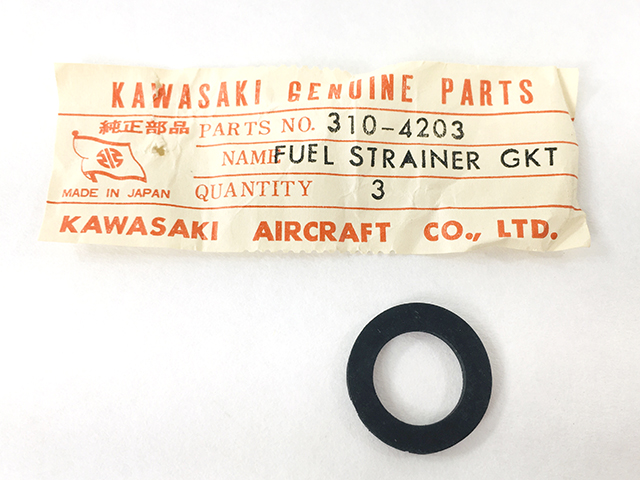 KAWASAKI GENUINE PARTS
純正部品 PARTS NO. 310-4203
NAME FUEL STRAINER GKT
MADE IN JAPAN QUANTITY 3
KAWASAKI AIRCRAFT CO., LTD.